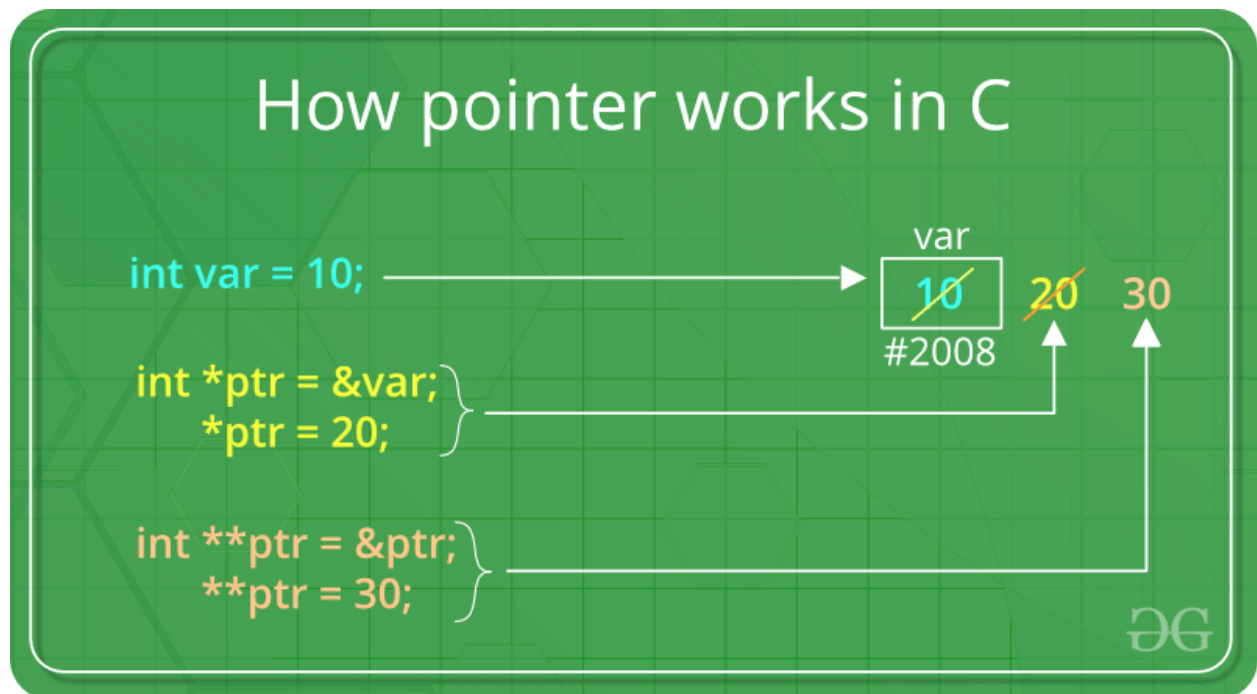 How pointer works in C
var
int var = 10;
10 20 30
#2008
int *ptr = &var;
*ptr = 20;
int **ptr = &ptr;
**ptr = 30;